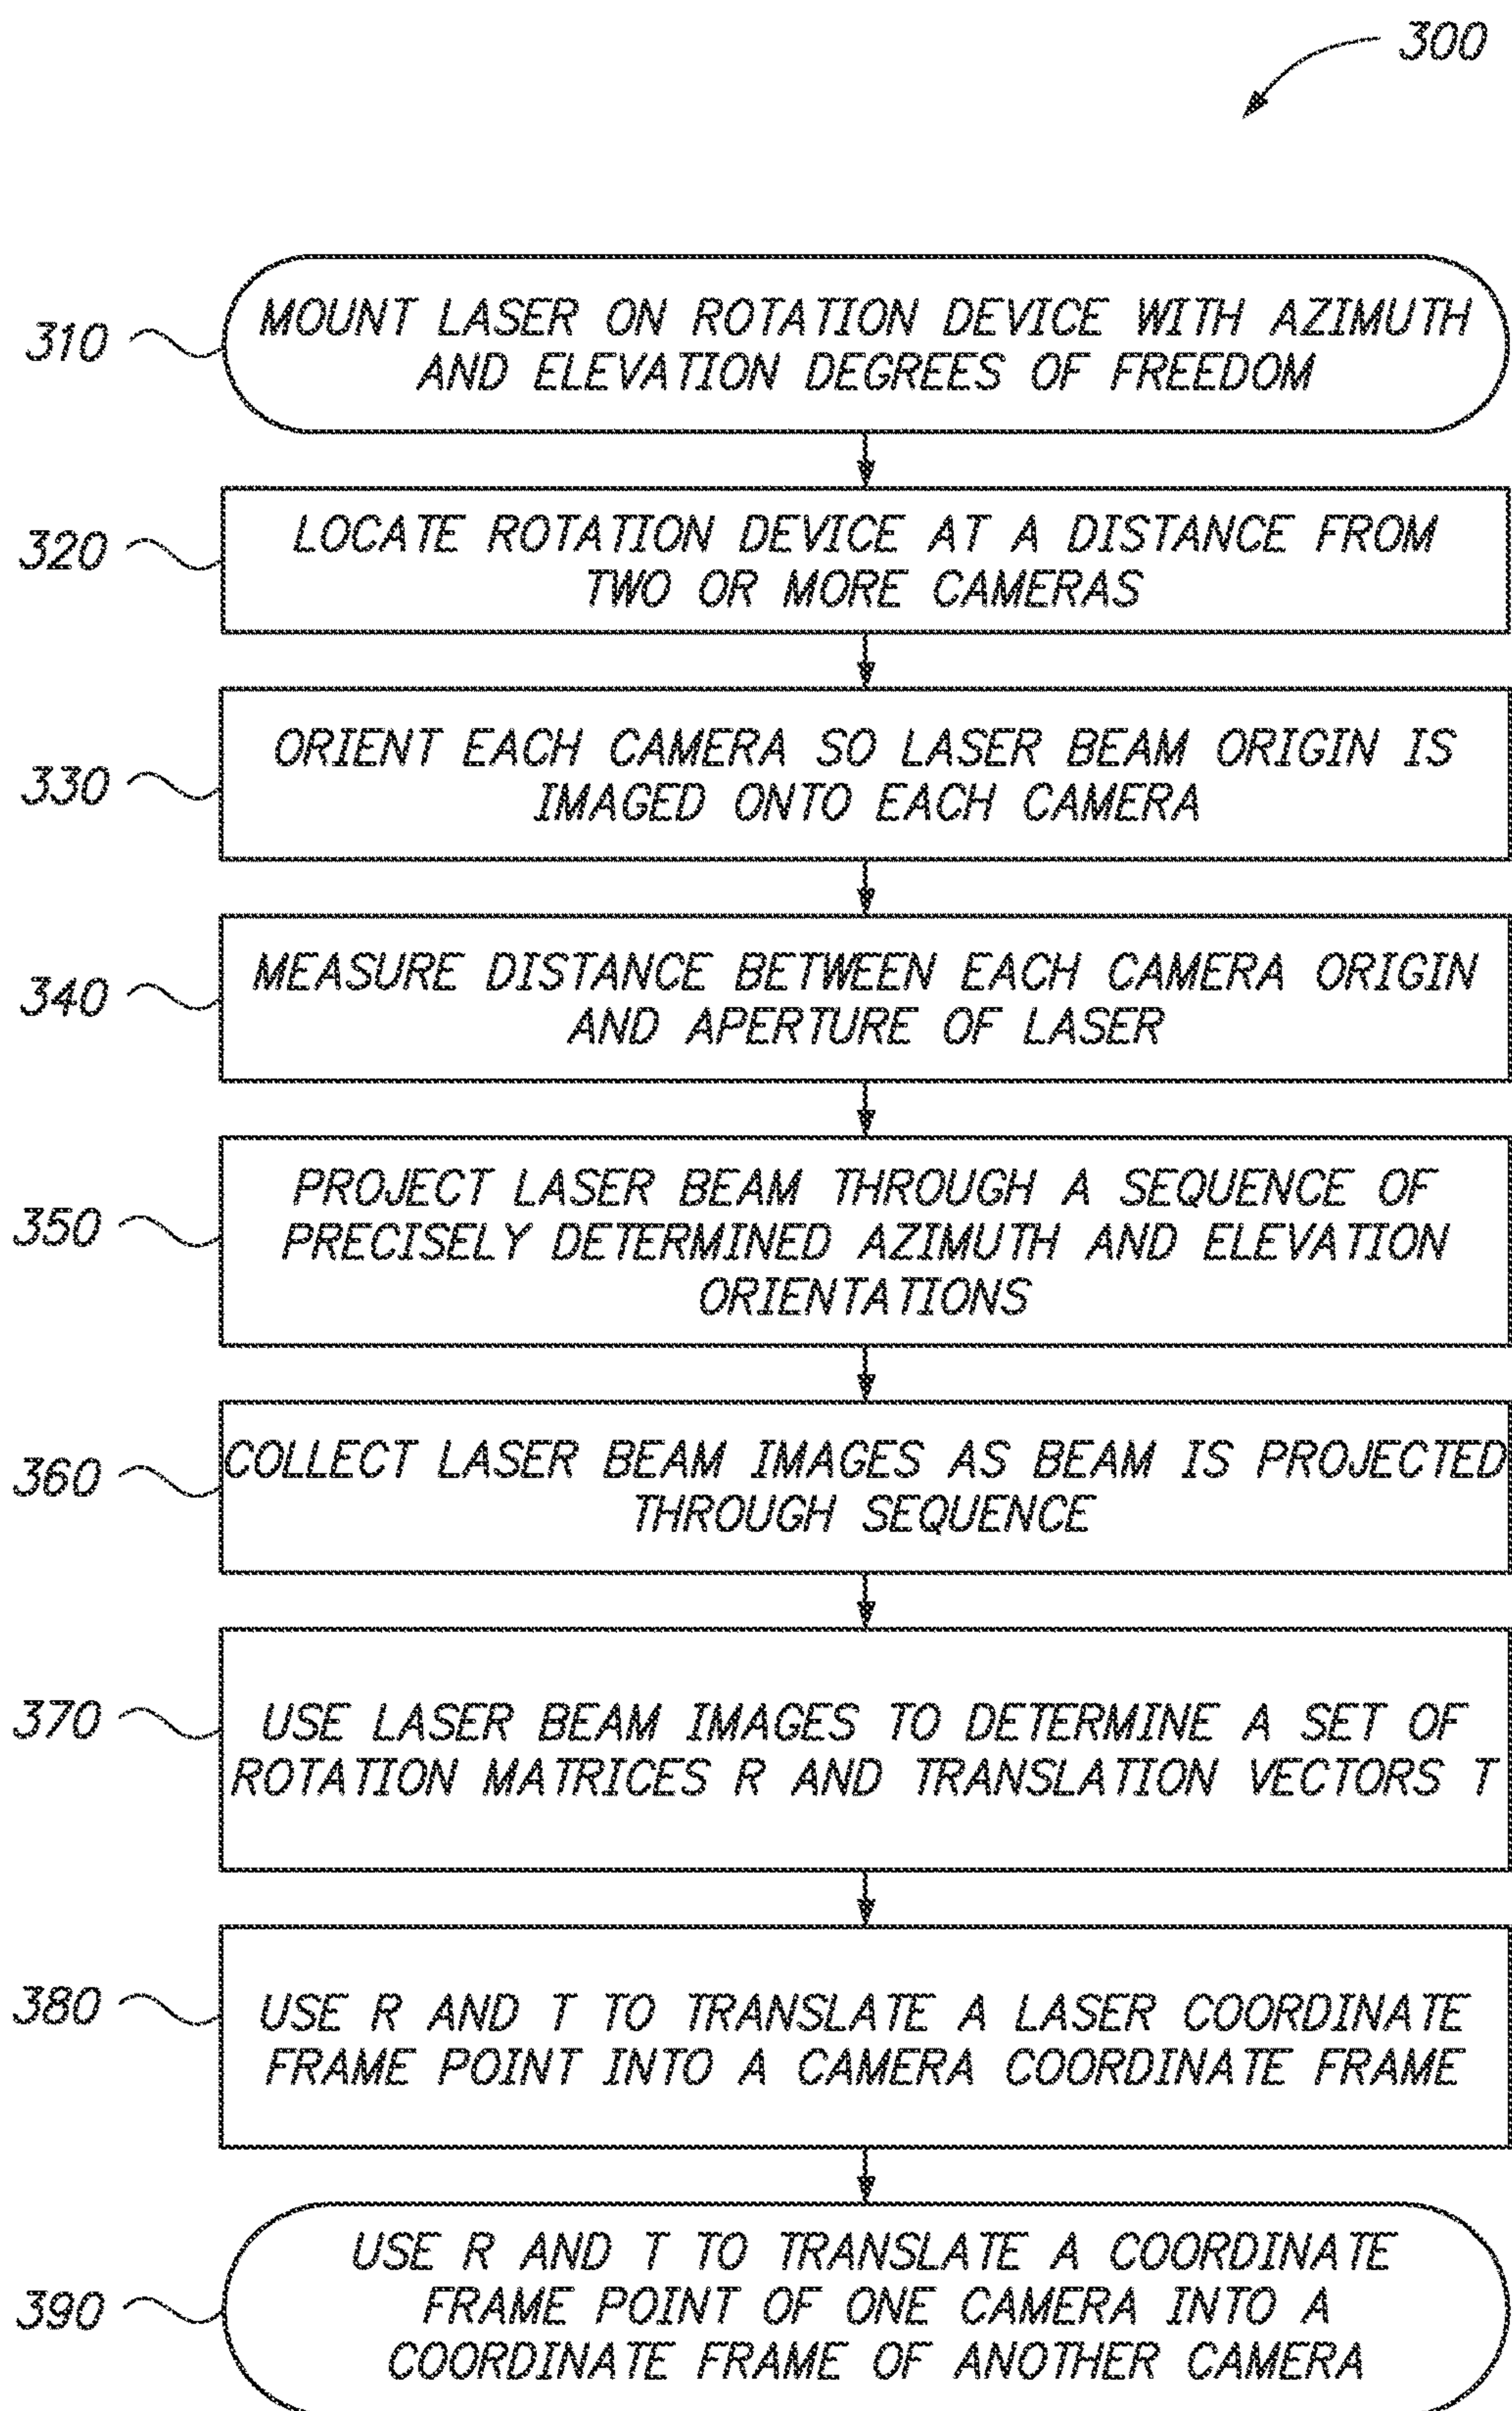 300
310
MOUNT LASER ON ROTATION DEVICE WITH AZIMUTH
AND ELEVATION DEGREES OF FREEDOM
320
LOCATE ROTATION DEVICE AT A DISTANCE FROM
TWO OR MORE CAMERAS
330
ORIENT EACH CAMERA SO LASER BEAM ORIGIN IS
IMAGED ONTO EACH CAMERA
340
MEASURE DISTANCE BETWEEN EACH CAMERA ORIGIN
AND APERTURE OF LASER
350
PROJECT LASER BEAM THROUGH A SEQUENCE OF
PRECISELY DETERMINED AZIMUTH AND ELEVATION
ORIENTATIONS
360
COLLECT LASER BEAM IMAGES AS BEAM IS PROJECTED
THROUGH SEQUENCE
370
USE LASER BEAM IMAGES TO DETERMINE A SET OF
ROTATION MATRICES R AND TRANSLATION VECTORS T
380
USE R AND T TO TRANSLATE A LASER COORDINATE
FRAME POINT INTO A CAMERA COORDINATE FRAME
390
USE R AND T TO TRANSLATE A COORDINATE
FRAME POINT OF ONE CAMERA INTO A
COORDINATE FRAME OF ANOTHER CAMERA